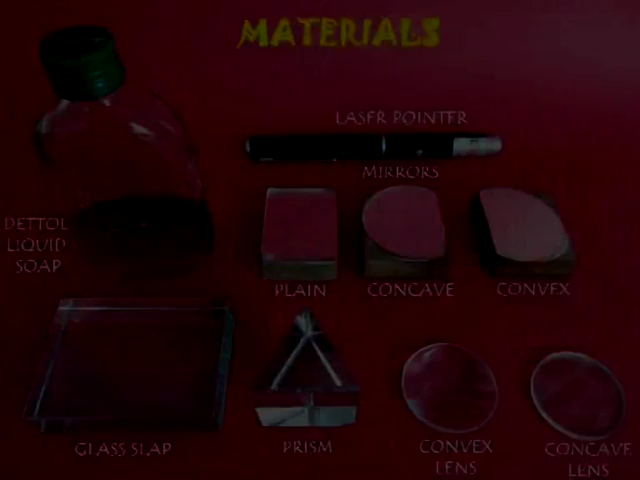 MATERIALS
LASER POINTER
MIRRORS
DETTOL
LIQUID
SOAP
PLAIN
CONCAVE
CONVEX
GLASS SLAP
PRISM
CONVEX
LENS
CONCAVE
LENS